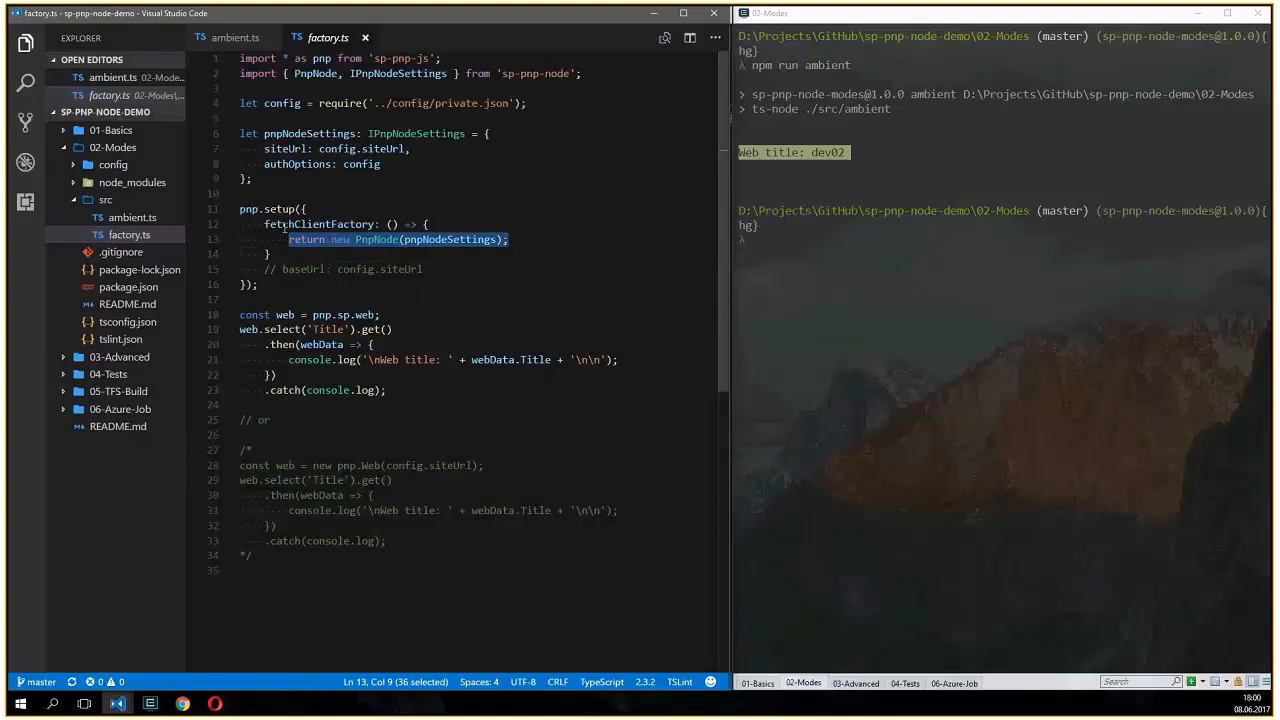 factory.ts - sp-pnp-node-demo - Visual Studio Code
EXPLORER
OPEN EDITORS
ambient.ts 02-Mode...
factory.ts 02-Modes\,...
SP-PNP-NODE-DEMO
01-Basics
02-Modes
config
node_modules
src
ambient.ts
factory.ts
.gitignore
package-lock.json
package.json
README.md
tsconfig.json
tslint.json
03-Advanced
04-Tests
05-TFS-Build
06-Azure-Job
README.md
TS ambient.ts
TS factory.ts
1 import * as pnp from 'sp-pnp-js';
2 import { PnpNode, IPnpNodeSettings } from 'sp-pnp-node';
3
4 let config = require('../config/private.json');
5
6 let pnpNodeSettings: IPnpNodeSettings = {
7 siteUrl: config.siteUrl,
8 authOptions: config
9 };
10
11 pnp.setup({
12 fetchClientFactory: () => {
13 return new PnpNode(pnpNodeSettings);
14 }
15 // baseUrl: config.siteUrl
16 });
17
18 const web = pnp.sp.web;
19 web.select('Title').get()
20 .then(webData => {
21 console.log('\nWeb title: ' + webData.Title + '\n\n');
22 })
23 .catch(console.log);
24
25 // or
26
27 /*
28 const web = new pnp.Web(config.siteUrl);
29 web.select('Title').get()
30 .then(webData => {
31 console.log('\nWeb title: ' + webData.Title + '\n\n');
32 })
33 .catch(console.log);
34 */
35
master 0 0 Ln 13, Col 9 (36 selected) Spaces: 4 UTF-8 CRLF TypeScript 2.3.2 TSLint
02-Modes
D:\Projects\GitHub\sp-pnp-node-demo\02-Modes (master) (sp-pnp-node-modes@1.0.0){
hg}
λ npm run ambient
> sp-pnp-node-modes@1.0.0 ambient D:\Projects\GitHub\sp-pnp-node-demo\02-Modes
> ts-node ./src/ambient
Web title: dev02
D:\Projects\GitHub\sp-pnp-node-demo\02-Modes (master) (sp-pnp-node-modes@1.0.0){
hg}
λ
01-Basics 02-Modes 03-Advanced 04-Tests 06-Azure-Job Search
18:00
08.06.2017